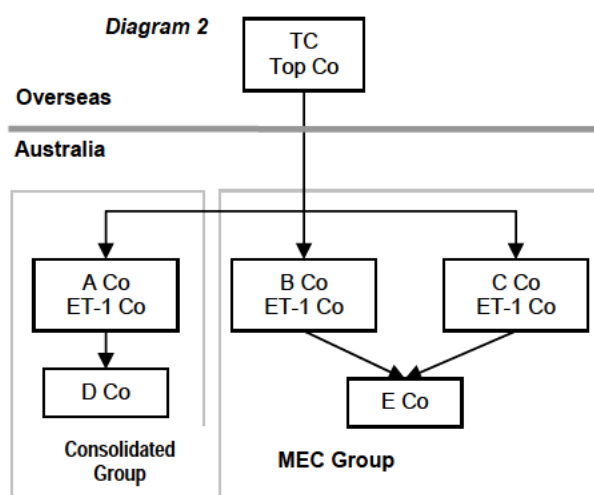 Diagram 2
TC
Top Co
Overseas
Australia
A Co
ET-1 Co
B Co
ET-1 Co
C Co
ET-1 Co
D Co
E Co
Consolidated
Group
MEC Group